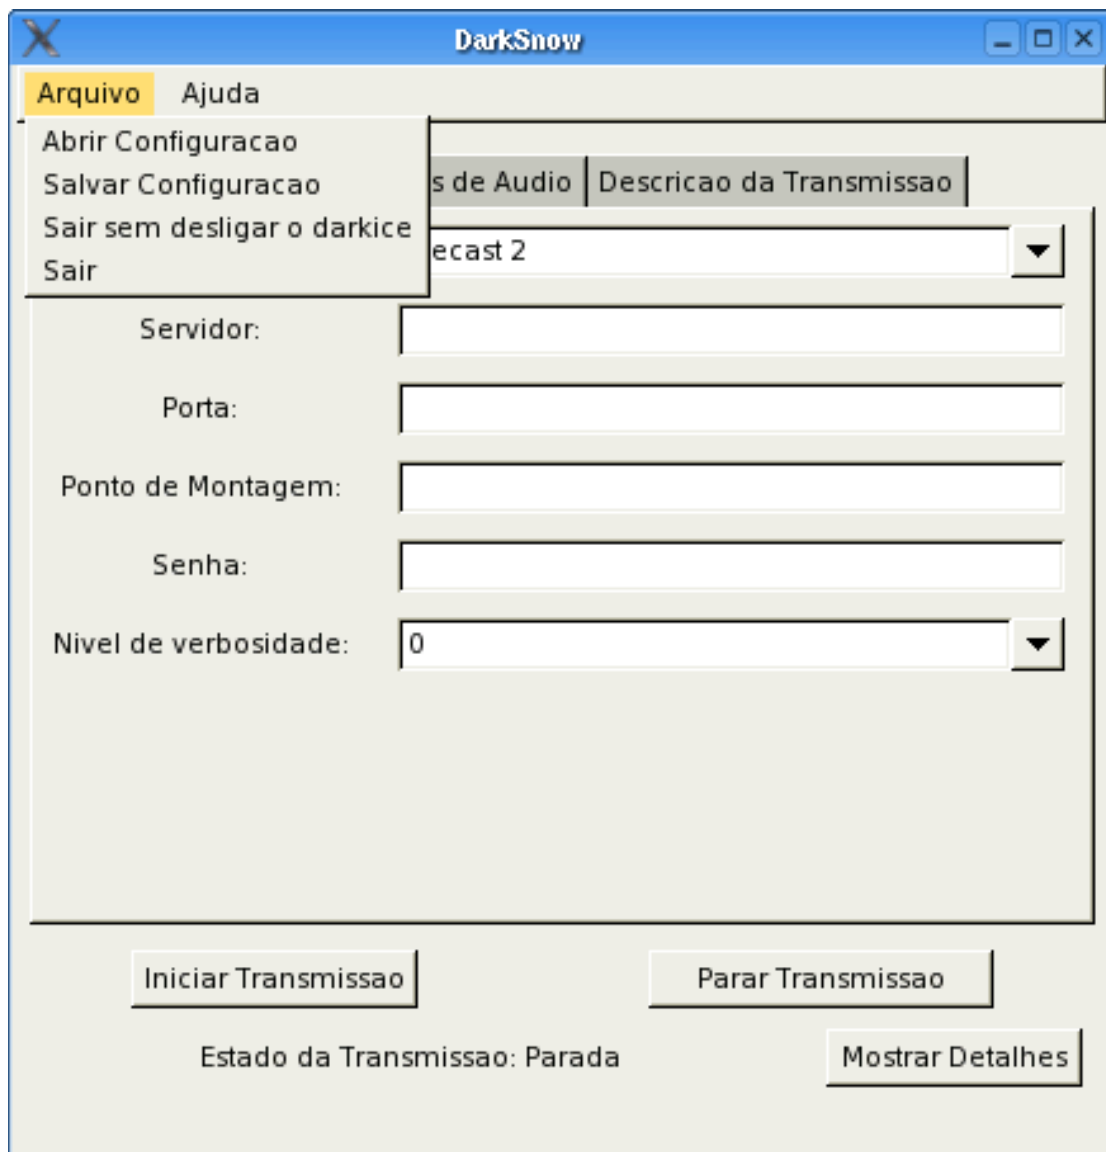 DarkSnow
Arquivo Ajuda
Abrir Configuracao
Salvar Configuracao
Sair sem desligar o darkice
Sair
s de Audio Descricao da Transmissao
ecast 2
Servidor:
Porta:
Ponto de Montagem:
Senha:
Nivel de verbosidade: 0
Iniciar Transmissao Parar Transmissao
Estado da Transmissao: Parada Mostrar Detalhes